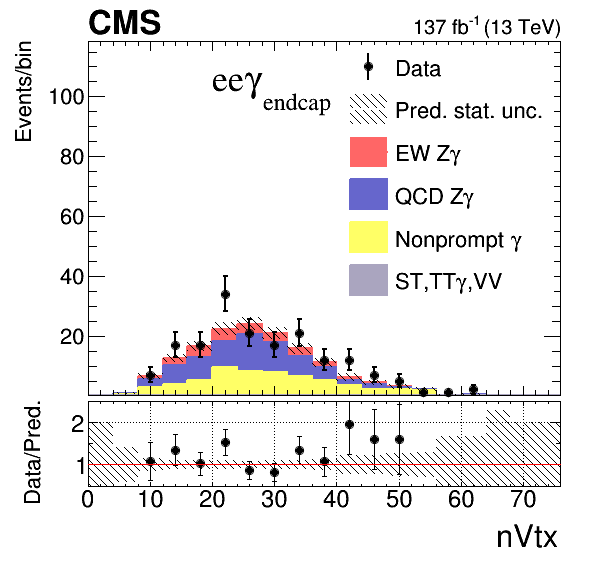 CMS
137 fb⁻¹ (13 TeV)
Events/bin
eeγ endcap
Data
Pred. stat. unc.
EW Zγ
QCD Zγ
Nonprompt γ
ST,TTγ,VV
100
80
60
40
20
Data/Pred.
2
1
0 10 20 30 40 50 60 70
nVtx